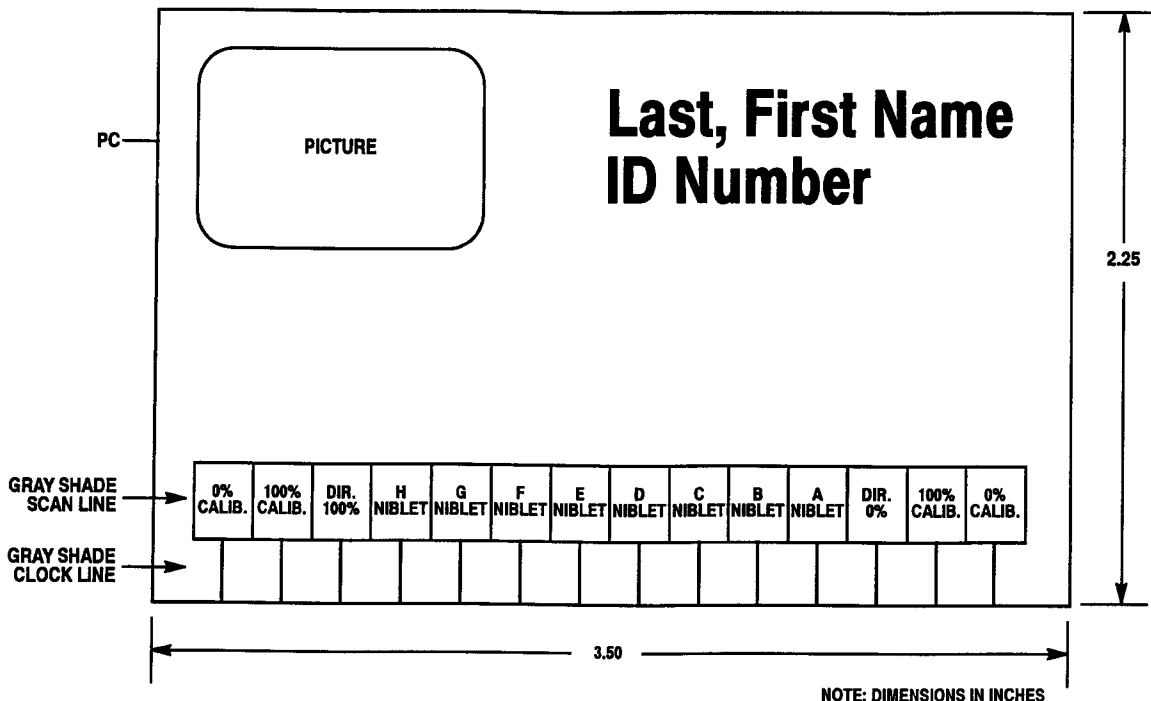 Last, First Name
ID Number
PC
PICTURE
2.25
GRAY SHADE
SCAN LINE
0% 100% DIR. H G F E D C B A DIR. 100% 0%
CALIB. CALIB. 100% NIBLET NIBLET NIBLET NIBLET NIBLET NIBLET NIBLET NIBLET 0% CALIB. CALIB.
GRAY SHADE
CLOCK LINE
3.50
NOTE: DIMENSIONS IN INCHES